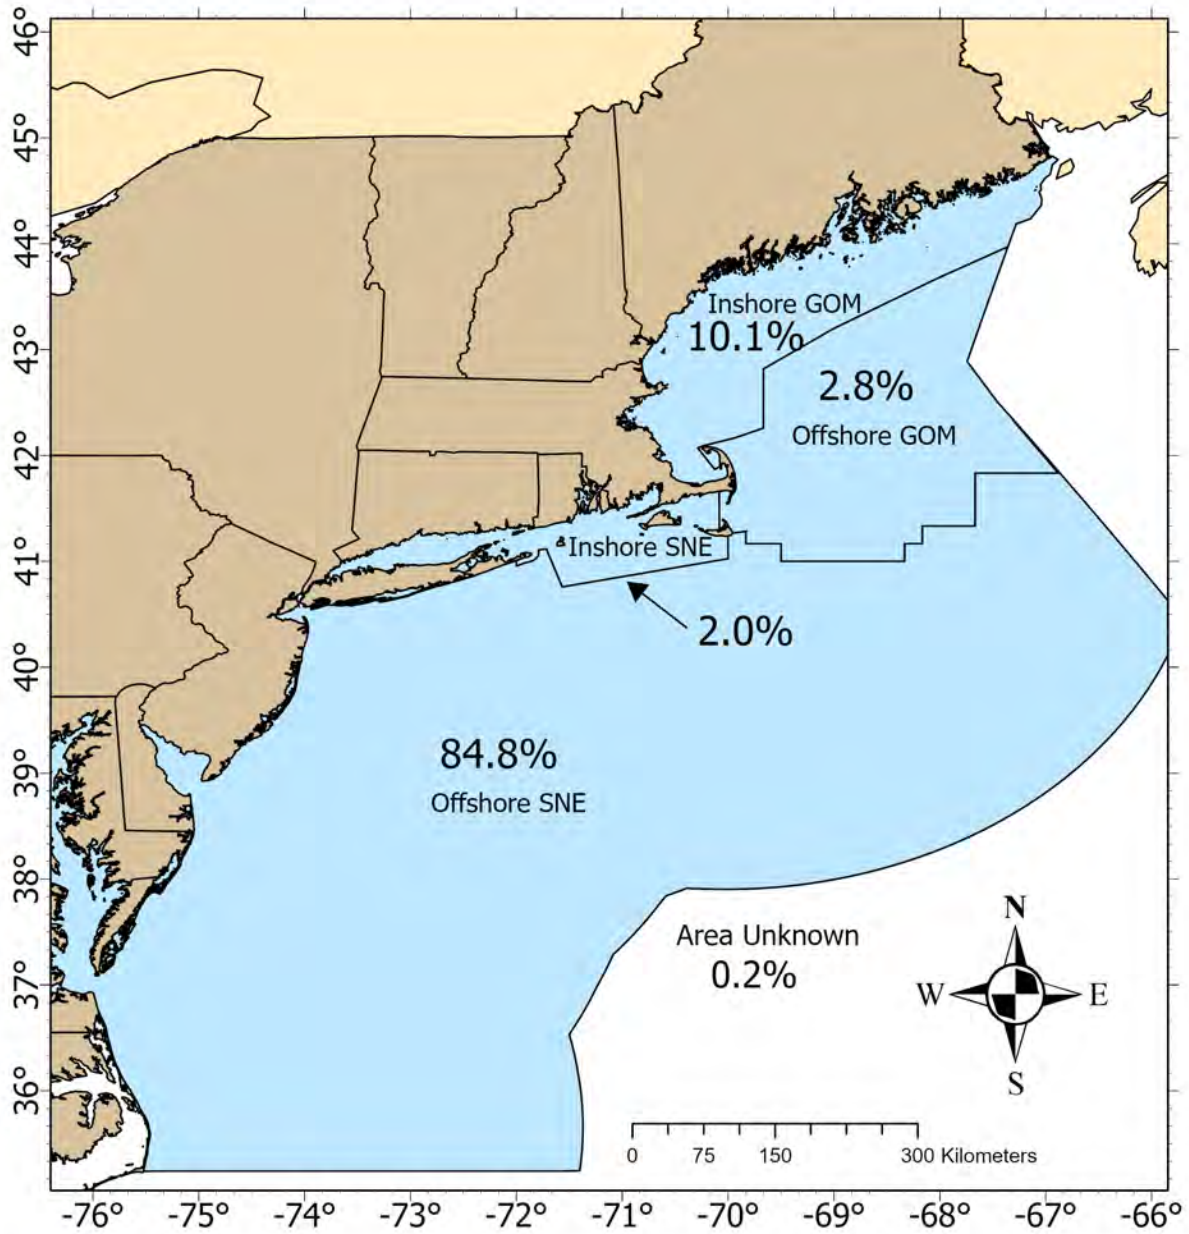 46°
45°
44°
43°
42°
41°
40°
39°
38°
37°
36°
Inshore GOM
10.1%
2.8%
Offshore GOM
Inshore SNE
2.0%
84.8%
Offshore SNE
Area Unknown
0.2%
N
W E
S
0 75 150 300 Kilometers
-76° -75° -74° -73° -72° -71° -70° -69° -68° -67° -66°